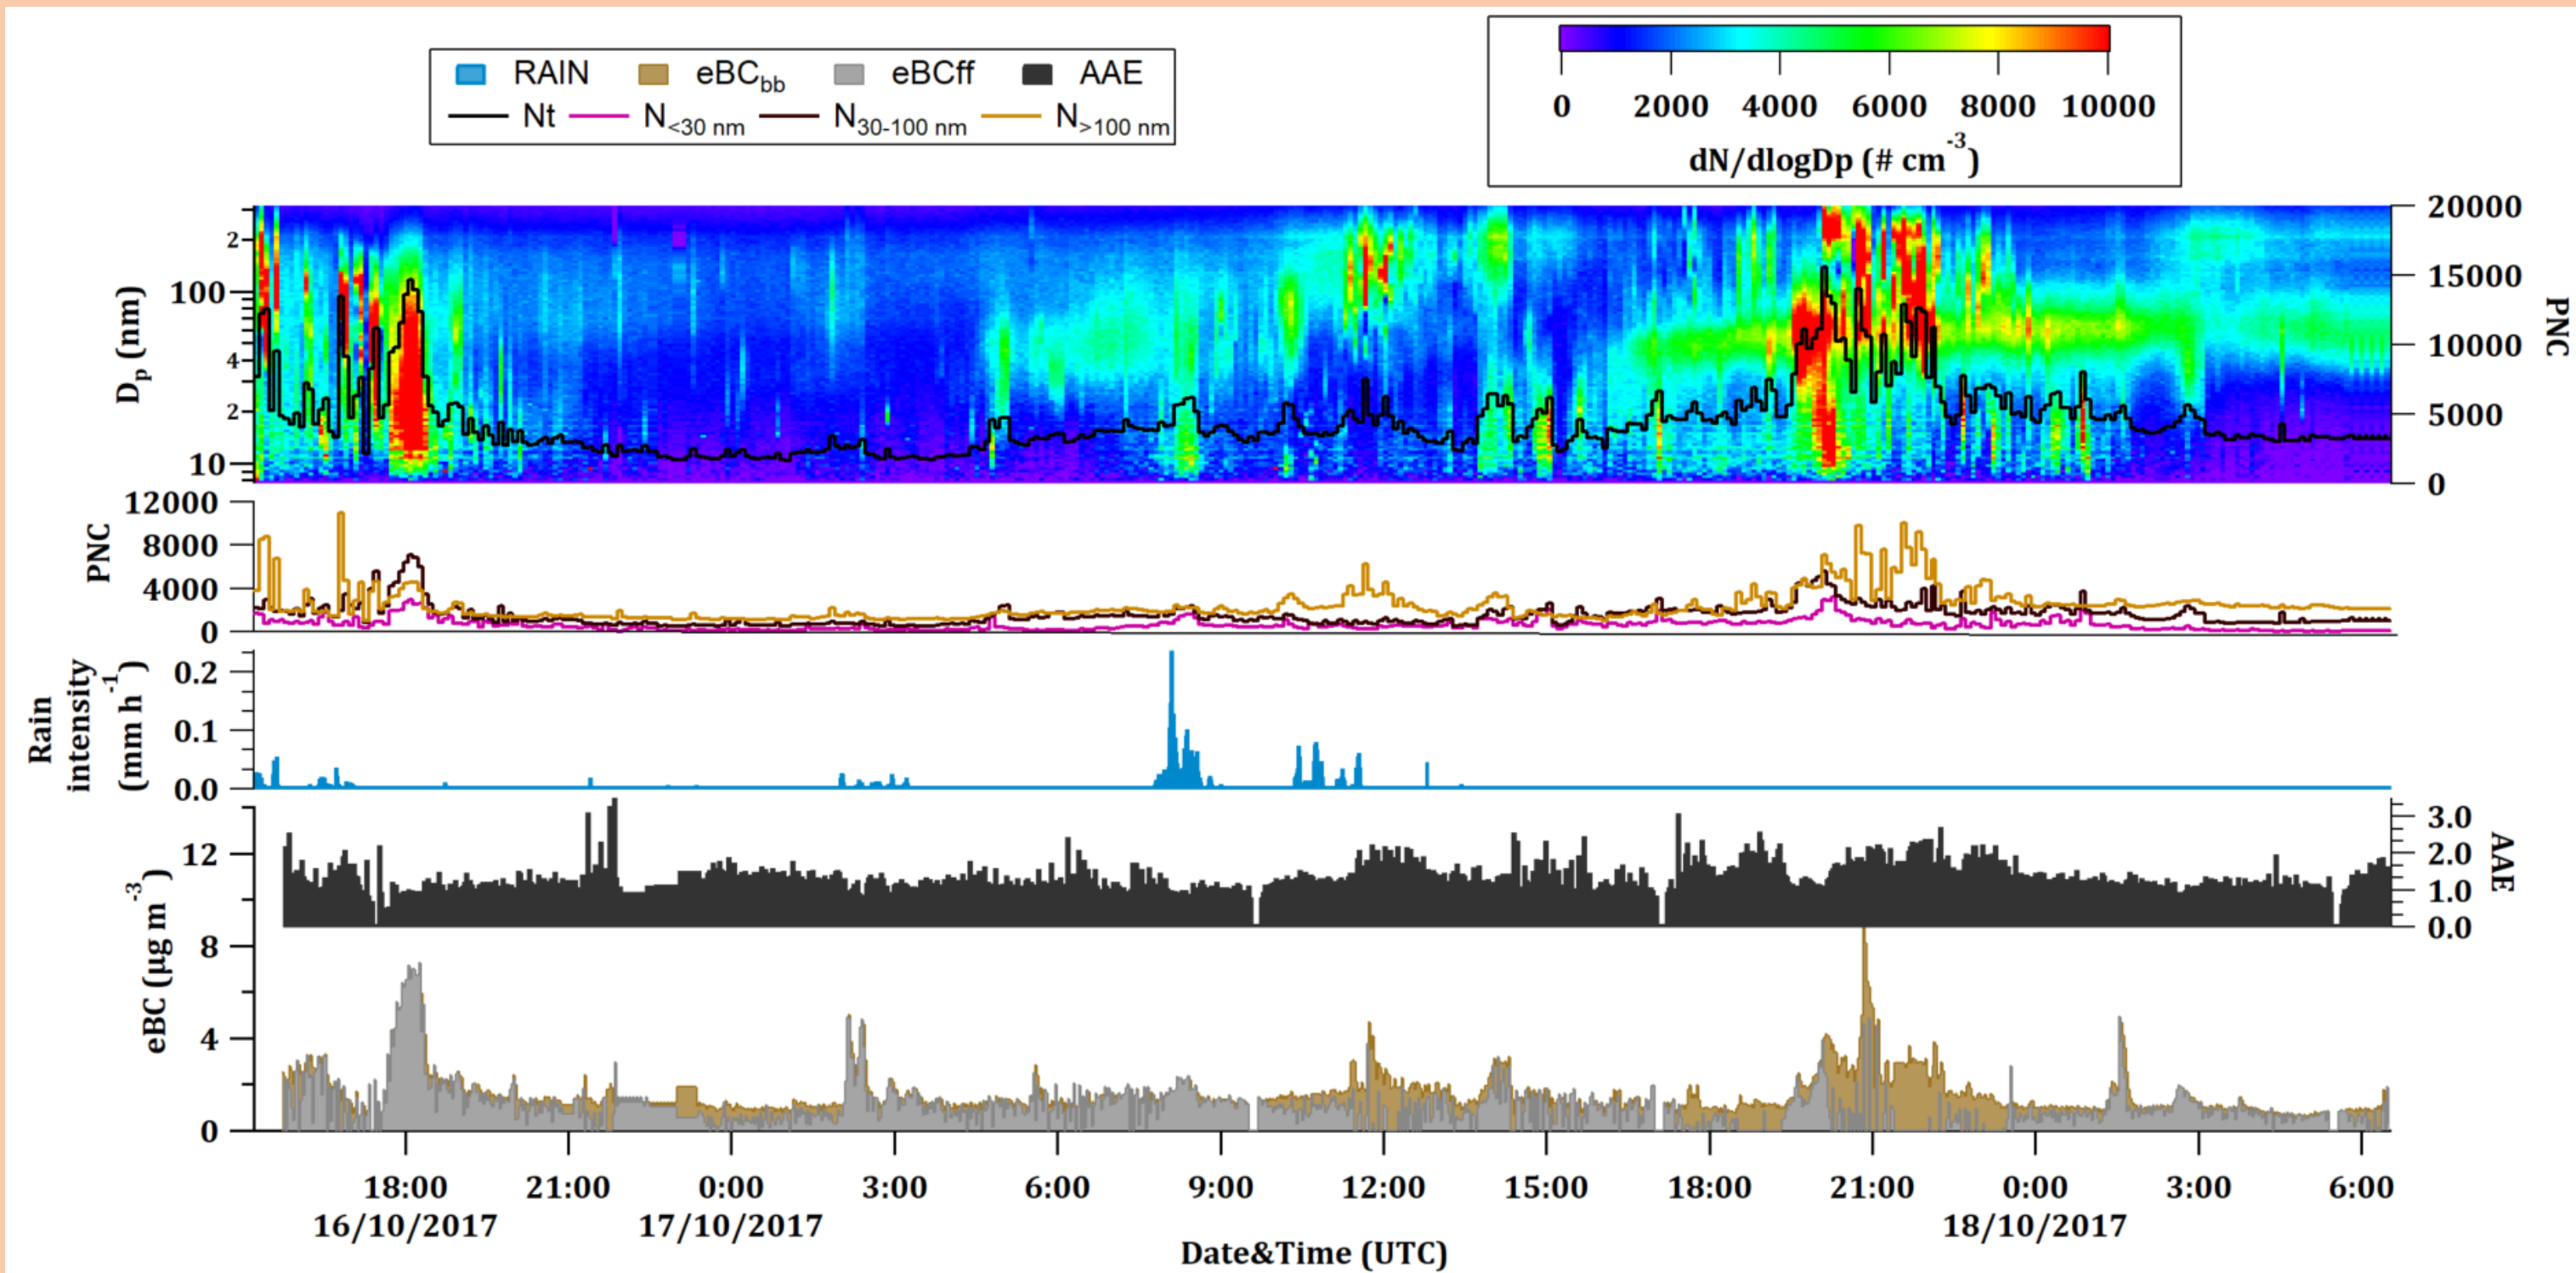 RAIN eBCbb eBCff AAE
Nt N<30 nm N30-100 nm N>100 nm
0 2000 4000 6000 8000 10000
dN/dlogDp (# cm-3)
Dp (nm)
2
100
4
2
10
20000
15000
10000
5000
0
PNC
PNC
12000
8000
4000
0
Rain
intensity
(mm h-1)
0.2
0.1
0.0
eBC (µg m-3)
12
8
4
0
3.0
2.0
1.0
0.0
AAE
18:00 21:00 0:00 3:00 6:00 9:00 12:00 15:00 18:00 21:00 0:00 3:00 6:00
16/10/2017 17/10/2017 18/10/2017
Date&Time (UTC)